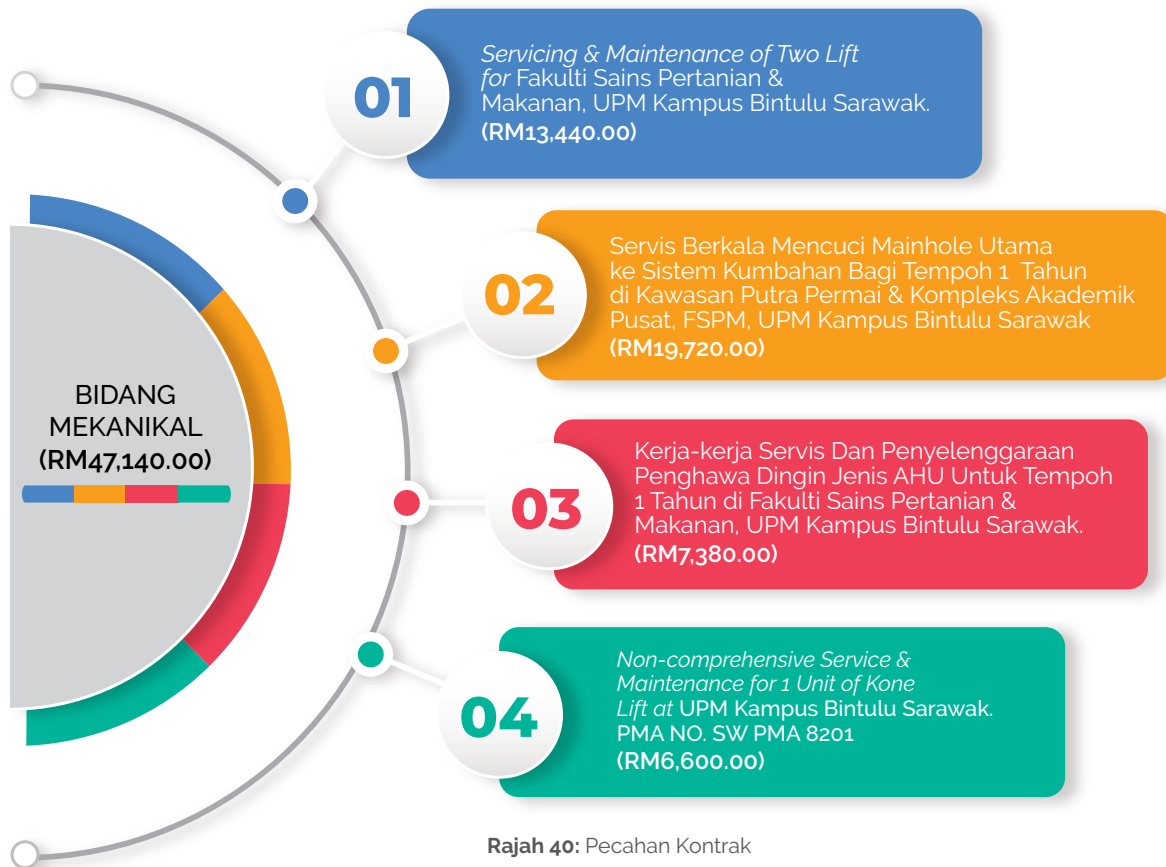 01
Servicing & Maintenance of Two Lift
for Fakulti Sains Pertanian &
Makanan, UPM Kampus Bintulu Sarawak.
(RM13,440.00)
02
Servis Berkala Mencuci Mainhole Utama
ke Sistem Kumbahan Bagi Tempoh 1 Tahun
di Kawasan Putra Permai & Kompleks Akademik
Pusat, FSPM, UPM Kampus Bintulu Sarawak
(RM19,720.00)
BIDANG
MEKANIKAL
(RM47,140.00)
03
Kerja-kerja Servis Dan Penyelenggaraan
Penghawa Dingin Jenis AHU Untuk Tempoh
1 Tahun di Fakulti Sains Pertanian &
Makanan, UPM Kampus Bintulu Sarawak.
(RM7,380.00)
04
Non-comprehensive Service &
Maintenance for 1 Unit of Kone
Lift at UPM Kampus Bintulu Sarawak.
PMA NO. SW PMA 8201
(RM6,600.00)
Rajah 40: Pecahan Kontrak